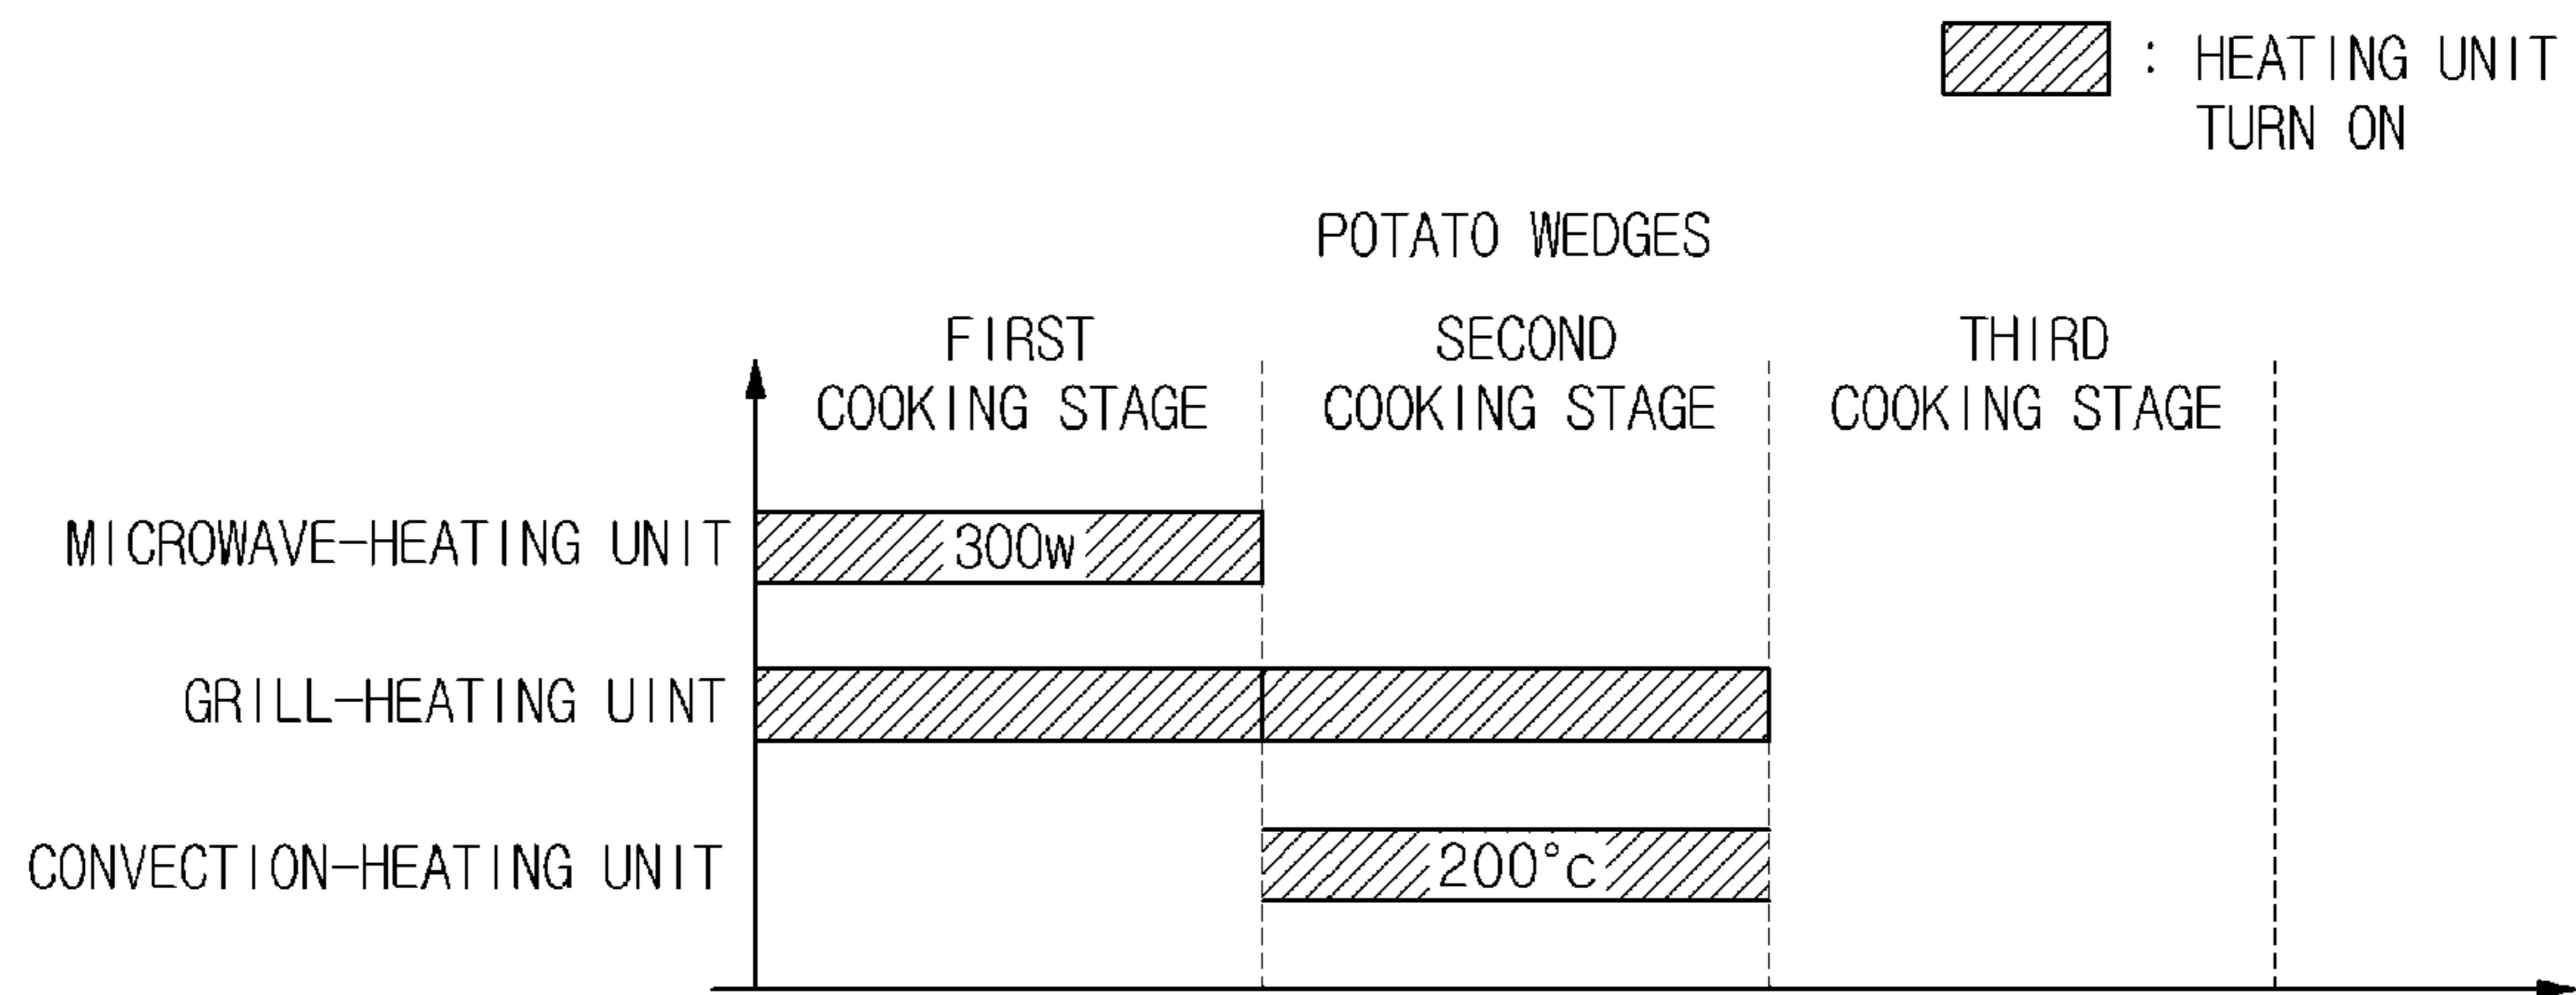 : HEATING UNIT
TURN ON
POTATO WEDGES
FIRST
COOKING STAGE
SECOND
COOKING STAGE
THIRD
COOKING STAGE
MICROWAVE-HEATING UNIT
300w
GRILL-HEATING UINT
CONVECTION-HEATING UNIT
200°c